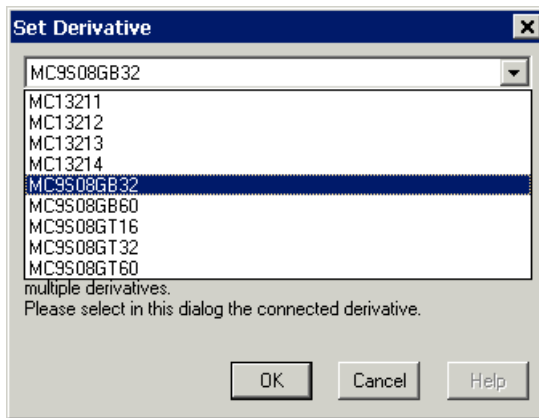 Set Derivative
MC9S08GB32
MC13211
MC13212
MC13213
MC13214
MC9S08GB32
MC9S08GB60
MC9S08GT16
MC9S08GT32
MC9S08GT60
multiple derivatives.
Please select in this dialog the connected derivative.
OK Cancel Help